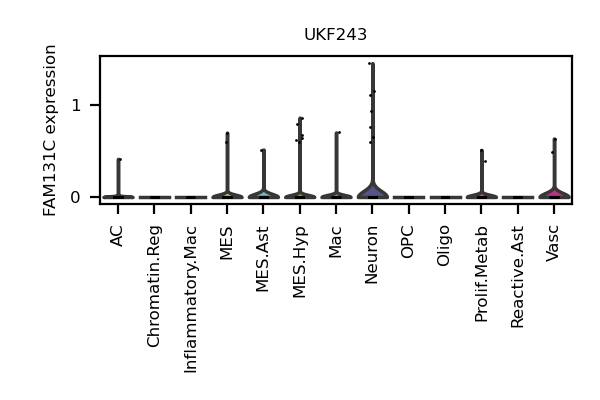 UKF243
FAM131C expression
1
0
AC
Chromatin.Reg
Inflammatory.Mac
MES
MES.Ast
MES.Hyp
Mac
Neuron
OPC
Oligo
Prolif.Metab
Reactive.Ast
Vasc